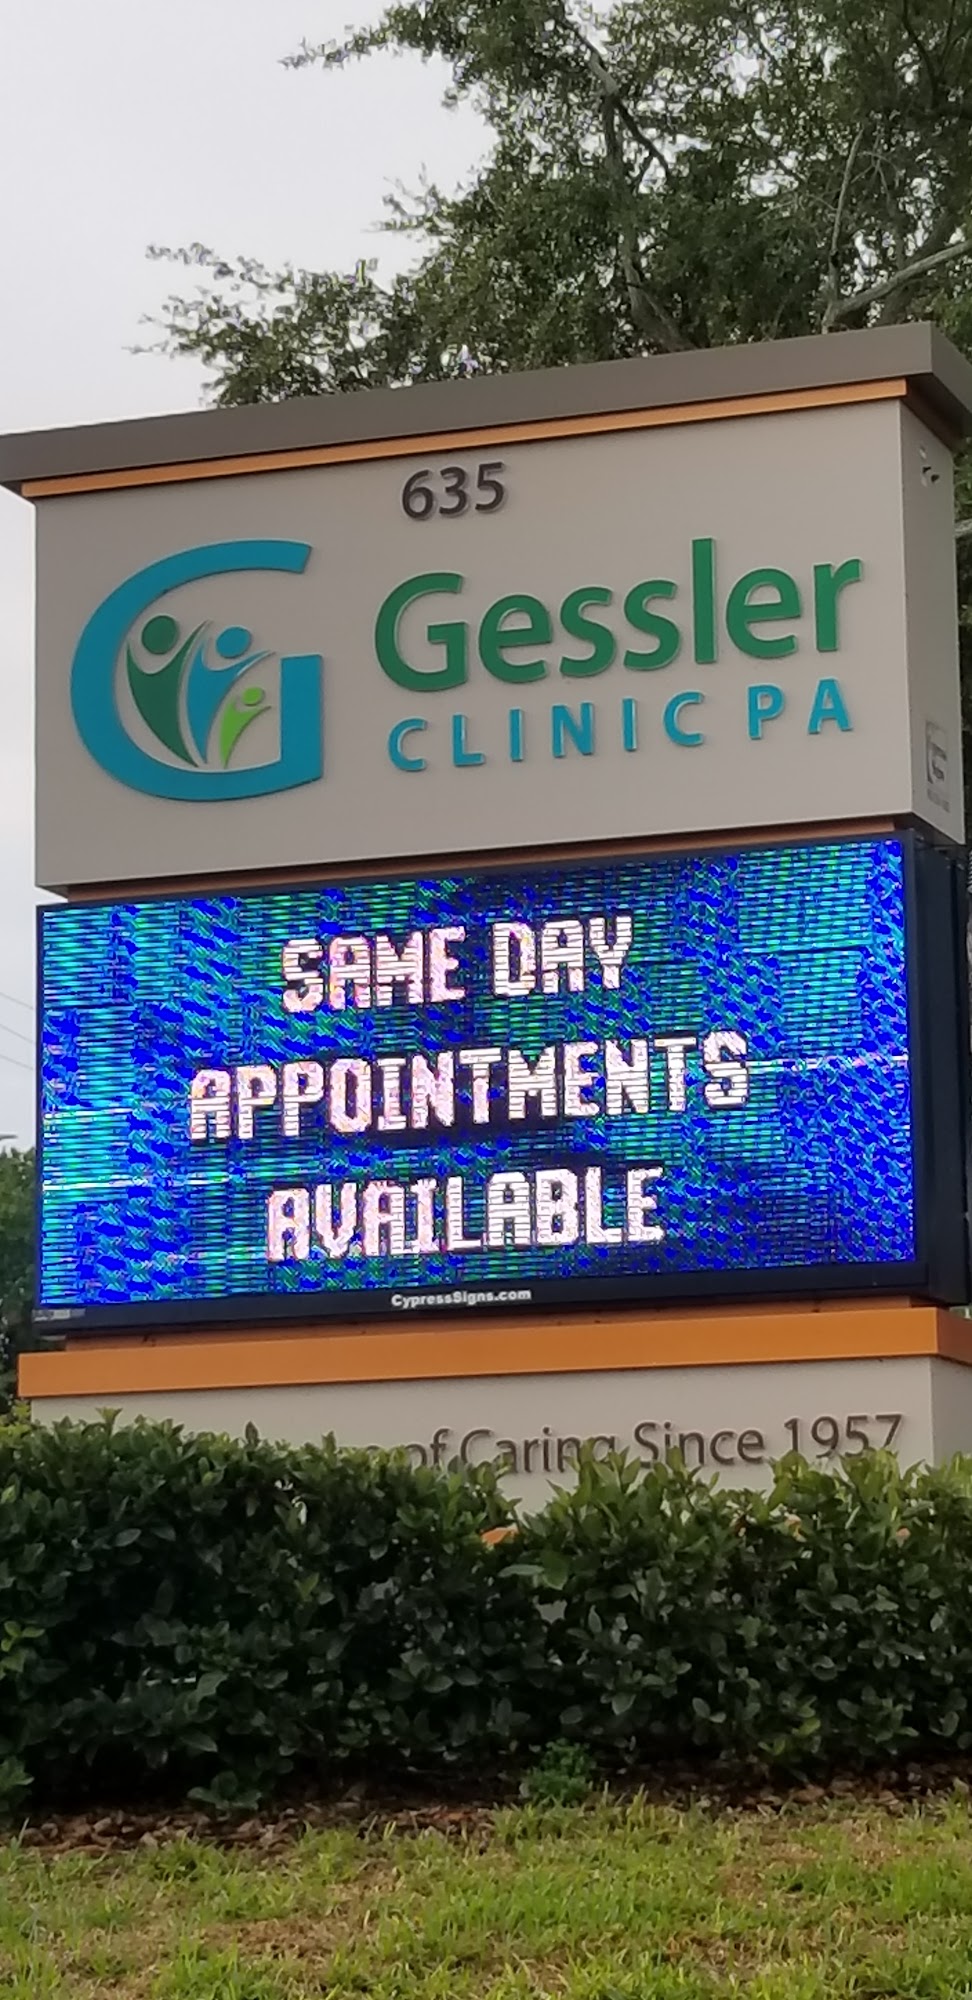 635
Gessler
CLINIC PA
SAME DAY
APPOINTMENTS
AVAILABLE
CypressSigns.com
of Caring Since 1957